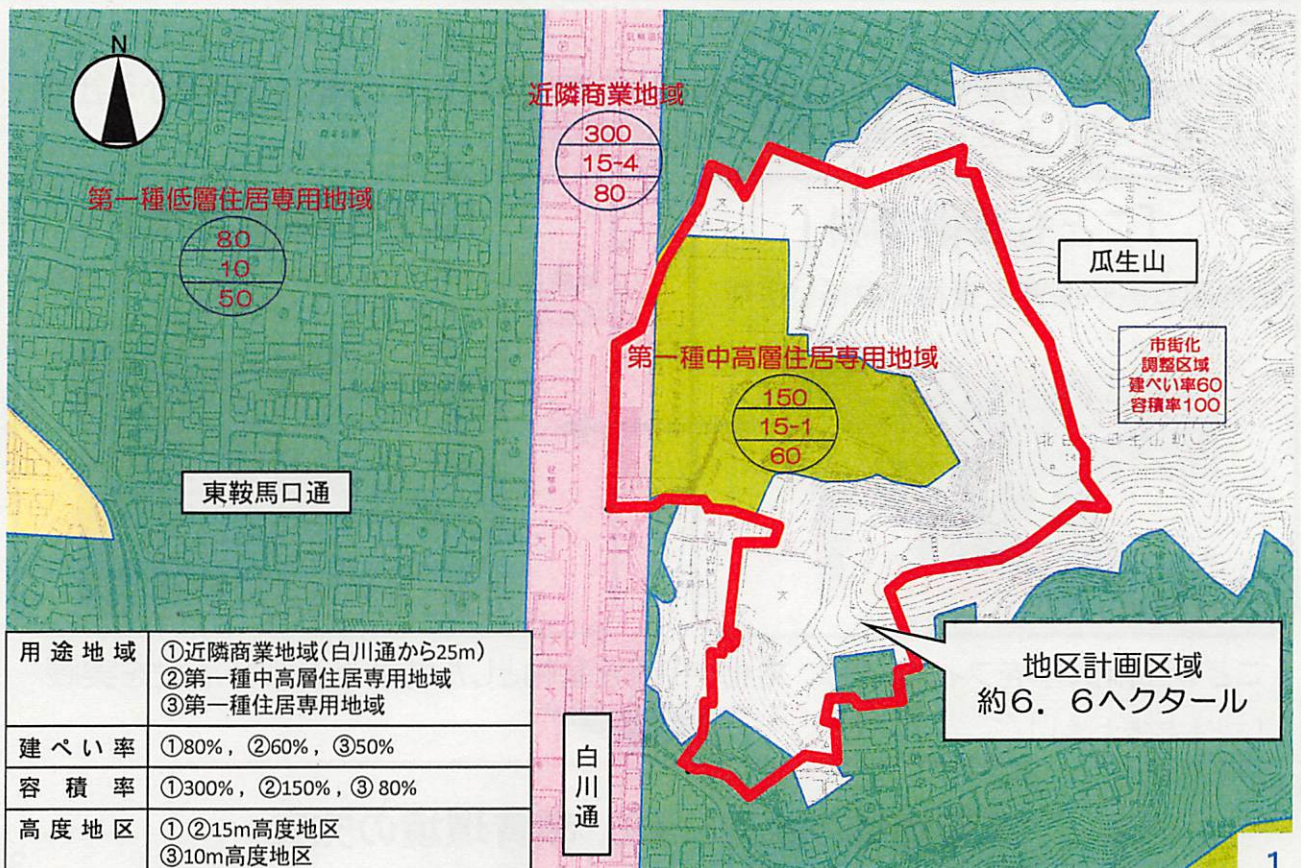 N
近隣商業地域
300
15-4
80
第一種低層住居専用地域
80
10
50
瓜生山
市街化
調整区域
建ぺい率60
容積率100
第一種中高層住居専用地域
150
15-1
60
東鞍馬口通
地区計画区域
約6．6ヘクタール
白川通
用途地域 ①近隣商業地域(白川通から25m)
②第一種中高層住居専用地域
③第一種住居専用地域
建ぺい率 ①80%，②60%，③50%
容積率 ①300%，②150%，③ 80%
高度地区 ①②15m高度地区
③10m高度地区
1